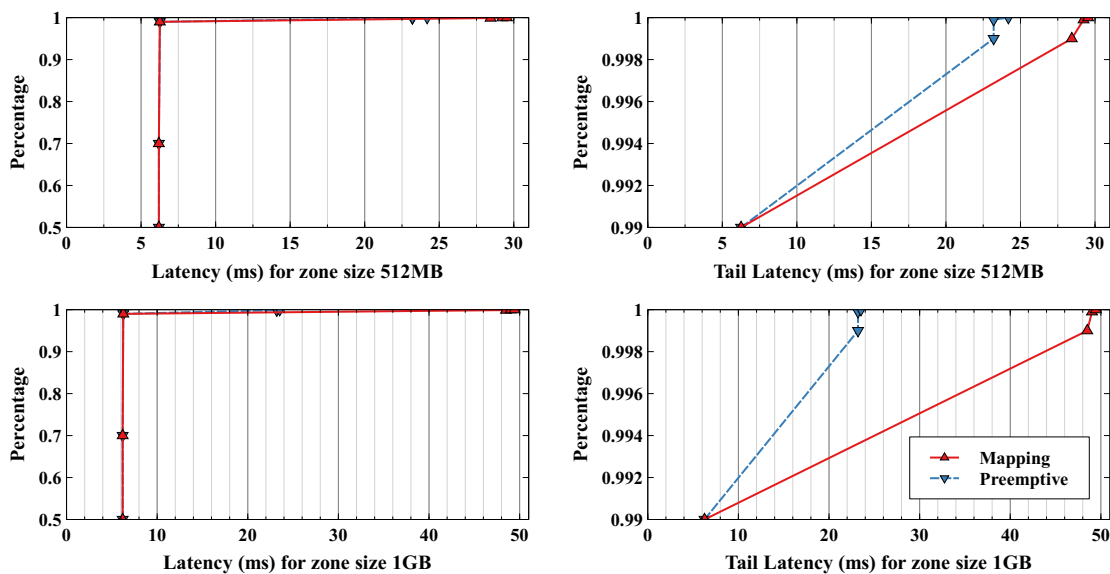 1
0.9
0.8
0.7
0.6
0.5
Percentage
0 5 10 15 20 25 30
Latency (ms) for zone size 512MB
1
0.998
0.996
0.994
0.992
0.99
Percentage
0 5 10 15 20 25 30
Tail Latency (ms) for zone size 512MB
1
0.9
0.8
0.7
0.6
0.5
Percentage
0 10 20 30 40 50
Latency (ms) for zone size 1GB
1
0.998
0.996
0.994
0.992
0.99
Percentage
Mapping
Preemptive
0 10 20 30 40 50
Tail Latency (ms) for zone size 1GB